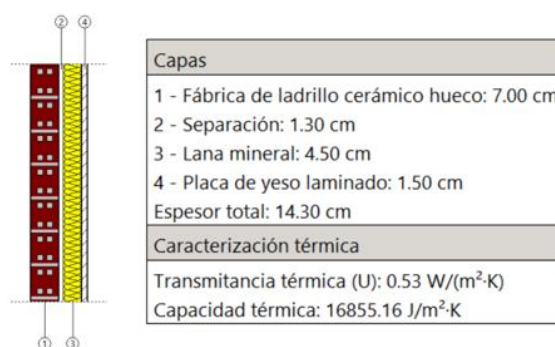 2 4
1 3
Capas
1 - Fábrica de ladrillo cerámico hueco: 7.00 cm
2 - Separación: 1.30 cm
3 - Lana mineral: 4.50 cm
4 - Placa de yeso laminado: 1.50 cm
Espesor total: 14.30 cm
Caracterización térmica
Transmitancia térmica (U): 0.53 W/(m²·K)
Capacidad térmica: 16855.16 J/m²·K